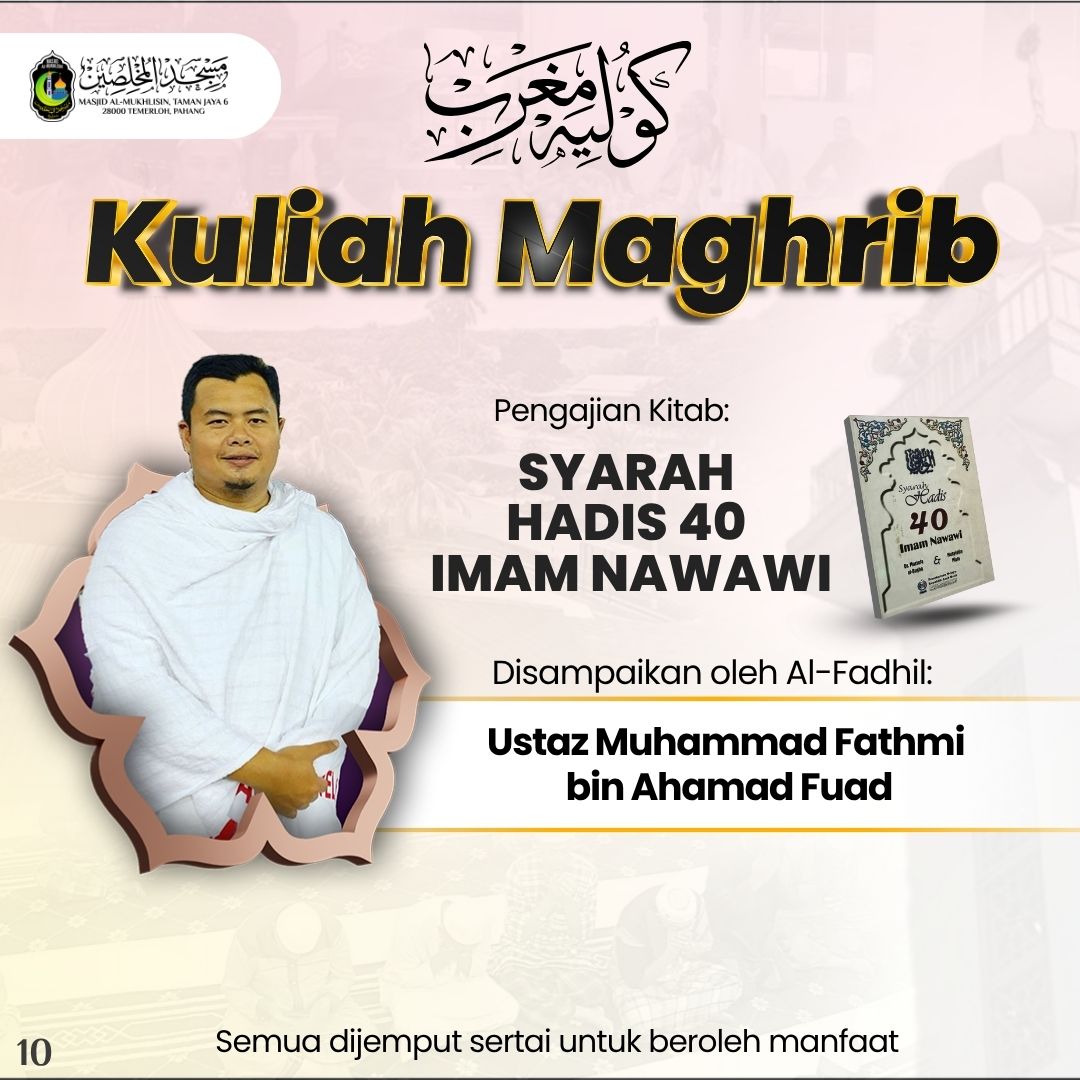 مسجد المخلصين
MASJID AL-MUKHLISIN, TAMAN JAYA 6
28000 TEMERLOH, PAHANG
كوليه مغرب
Kuliah Maghrib
Pengajian Kitab:
SYARAH
HADIS 40
IMAM NAWAWI
Syarah
Hadis
40
Imam Nawawi
&
Disampaikan oleh Al-Fadhil:
Ustaz Muhammad Fathmi
bin Ahamad Fuad
Semua dijemput sertai untuk beroleh manfaat
10